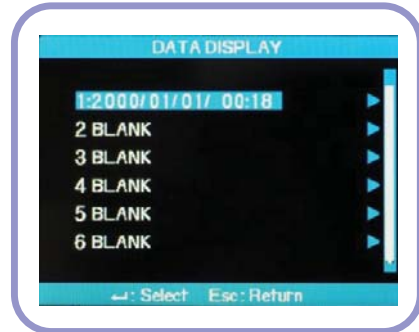 DATA DISPLAY
1:2000/01/01/ 00:18
2 BLANK
3 BLANK
4 BLANK
5 BLANK
6 BLANK
↵: Select Esc: Return